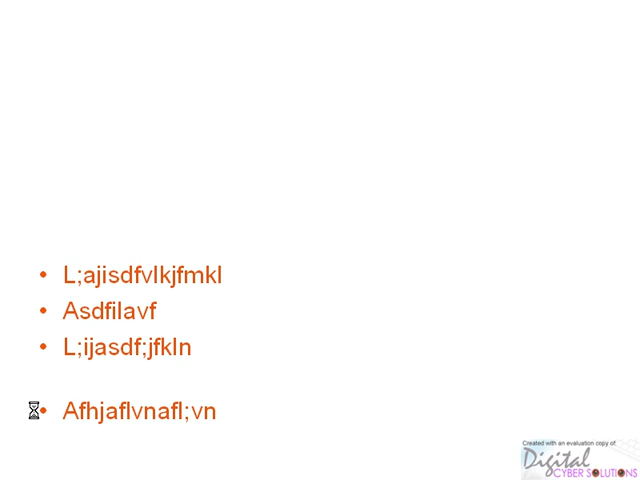 L;ajisdfvlkjfmkl
Asdfilavf
L;ijasdf;jfkln
Afhjaflvnafl;vn
Created with an evaluation copy of:
Digital
CYBER SOLUTIONS